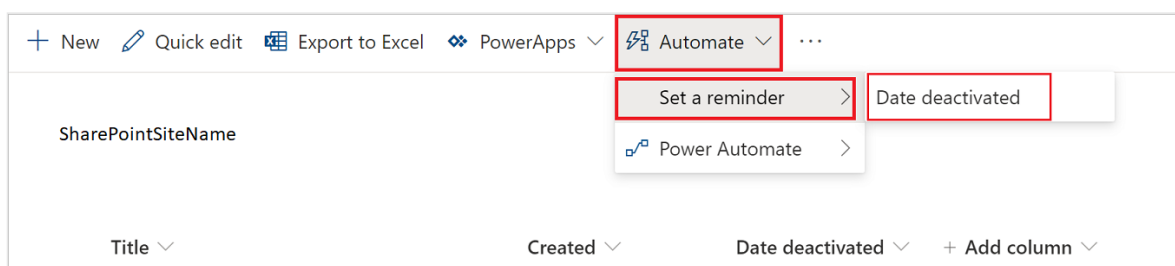 New Quick edit Export to Excel PowerApps Automate ...
Set a reminder Date deactivated
SharePointSiteName
Power Automate
Title Created Date deactivated + Add column